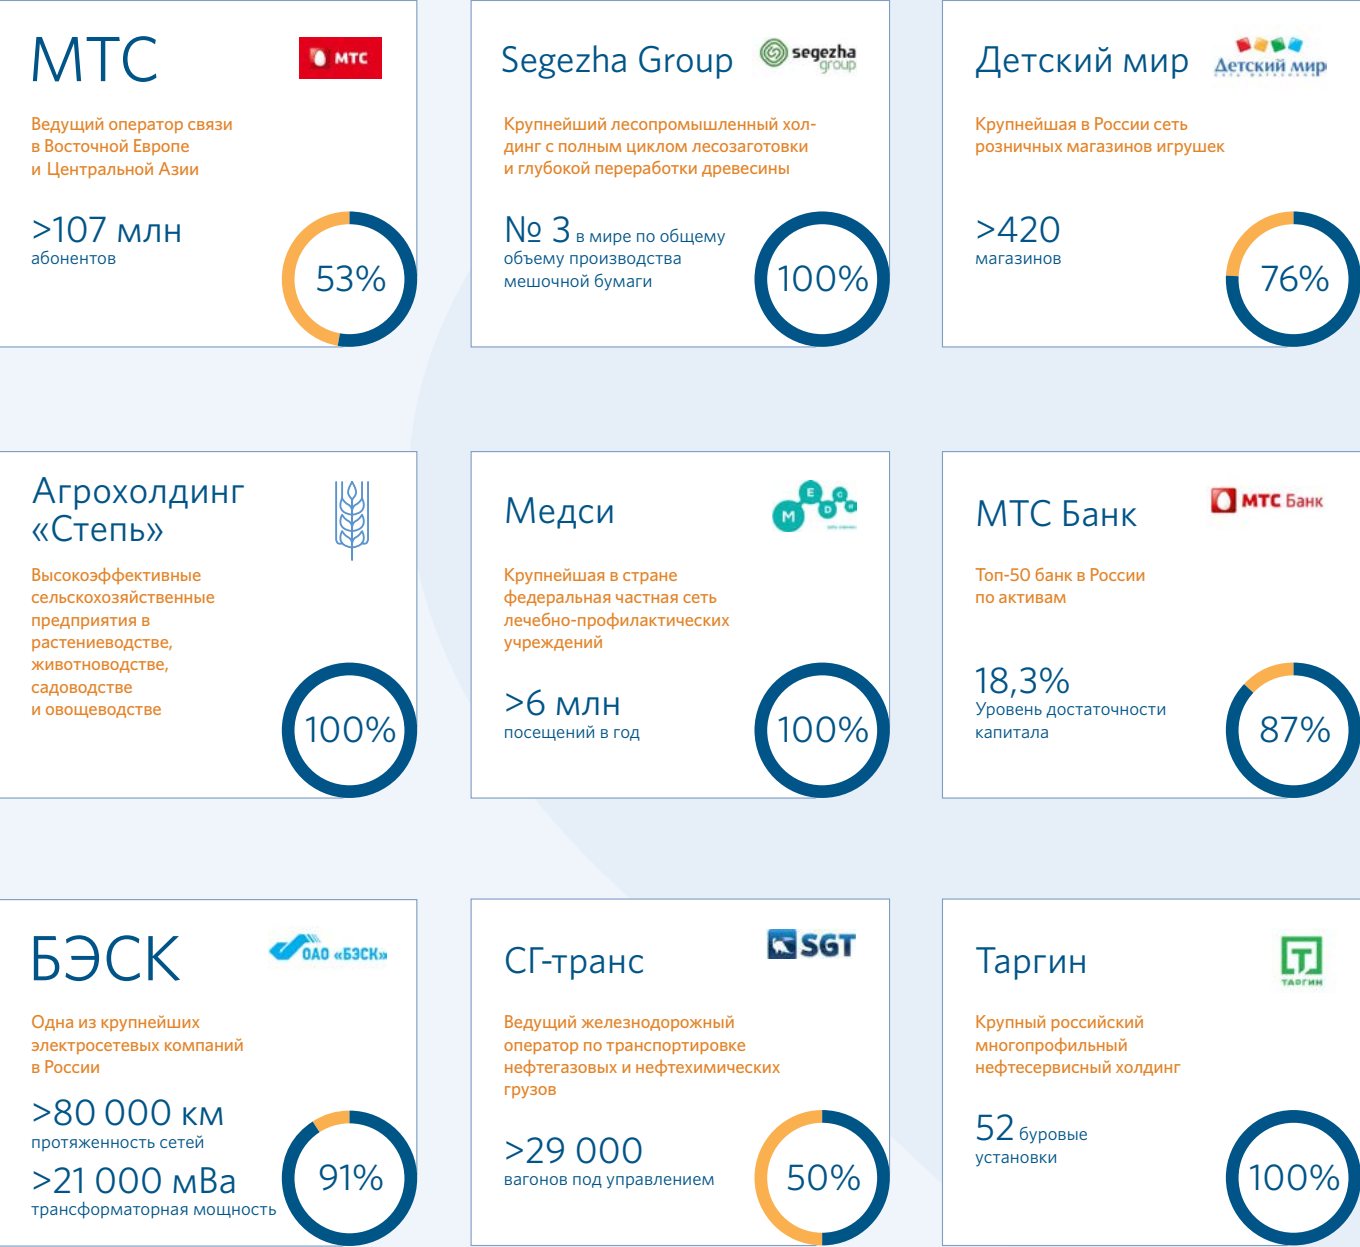 МТС
МТС
Ведущий оператор связи
в Восточной Европе
и Центральной Азии
>107 млн
абонентов
53%
Segezha Group
segezha
group
Крупнейший лесопромышленный хол-
динг с полным циклом лесозаготовки
и глубокой переработки древесины
№ 3 в мире по общему
объему производства
мешочной бумаги
100%
Детский мир
Детский мир
Крупнейшая в России сеть
розничных магазинов игрушек
>420
магазинов
76%
Агрохолдинг
«Степь»
Высокоэффективные
сельскохозяйственные
предприятия в
растениеводстве,
животноводстве,
садоводстве
и овощеводстве
100%
Медси
Крупнейшая в стране
федеральная частная сеть
лечебно-профилактических
учреждений
>6 млн
посещений в год
100%
МТС Банк
МТС Банк
Топ-50 банк в России
по активам
18,3%
Уровень достаточности
капитала
87%
БЭСК
ОАО «БЭСК»
Одна из крупнейших
электросетевых компаний
в России
>80 000 км
протяженность сетей
>21 000 мВа
трансформаторная мощность
91%
СГ-транс
SGT
Ведущий железнодорожный
оператор по транспортировке
нефтегазовых и нефтехимических
грузов
>29 000
вагонов под управлением
50%
Таргин
ТАРГИН
Крупный российский
многопрофильный
нефтесервисный холдинг
52 буровые
установки
100%